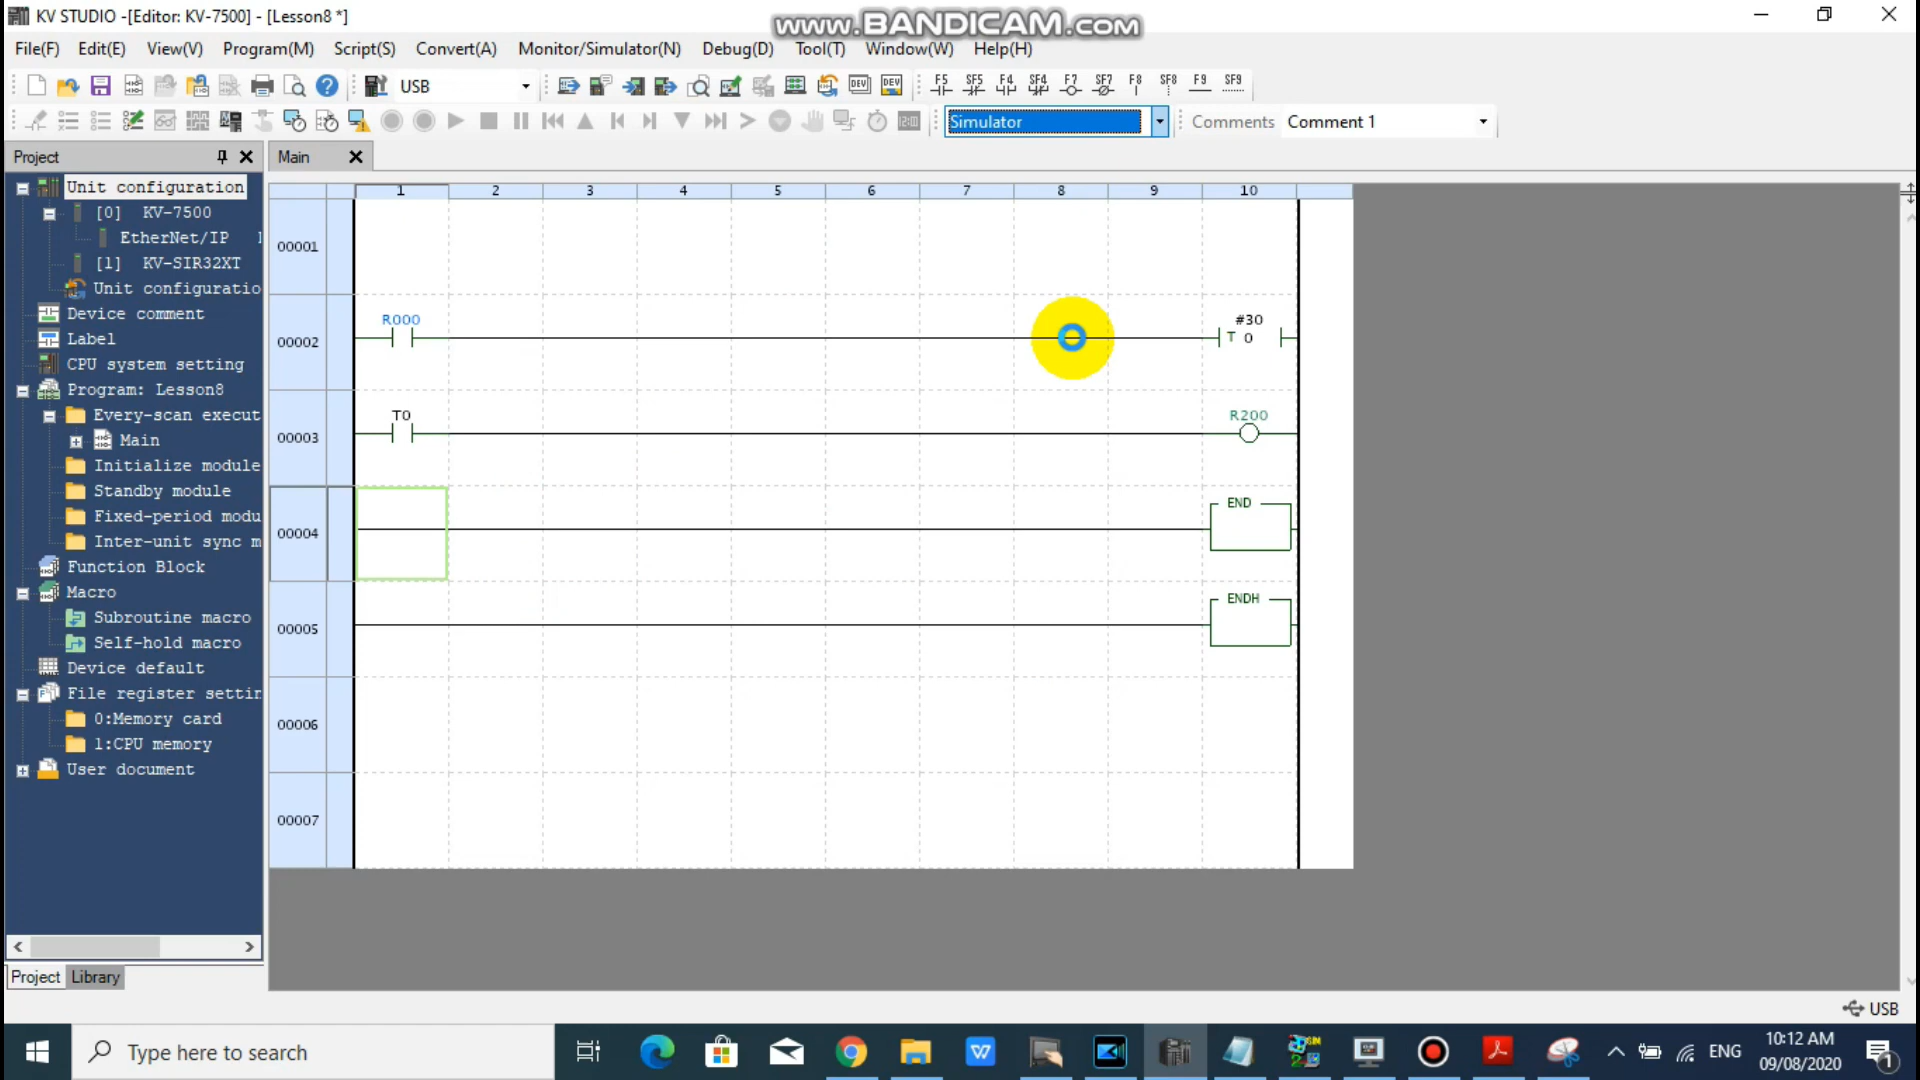 KV STUDIO -[Editor: KV-7500] - [Lesson8 *]
www.BANDICAM.com
File(F) Edit(E) View(V) Program(M) Script(S) Convert(A) Monitor/Simulator(N) Debug(D) Tool(T) Window(W) Help(H)
USB
DEV DEV
F5 SF5 F4 SF4 F7 SF7 F8 SF8 F9 SF9
Simulator
Comments Comment 1
Project
Main
Unit configuration
[0] KV-7500
EtherNet/IP
[1] KV-SIR32XT
Unit configuratio
Device comment
Label
CPU system setting
Program: Lesson8
Every-scan execut
Main
Initialize module
Standby module
Fixed-period modu
Inter-unit sync m
Function Block
Macro
Subroutine macro
Self-hold macro
Device default
File register settin
0:Memory card
1:CPU memory
User document
Project Library
1 2 3 4 5 6 7 8 9 10
00001
R000 #30
00002 T 0
T0 R200
00003
END
00004
ENDH
00005
00006
00007
USB
Type here to search
ENG
10:12 AM
09/08/2020
1